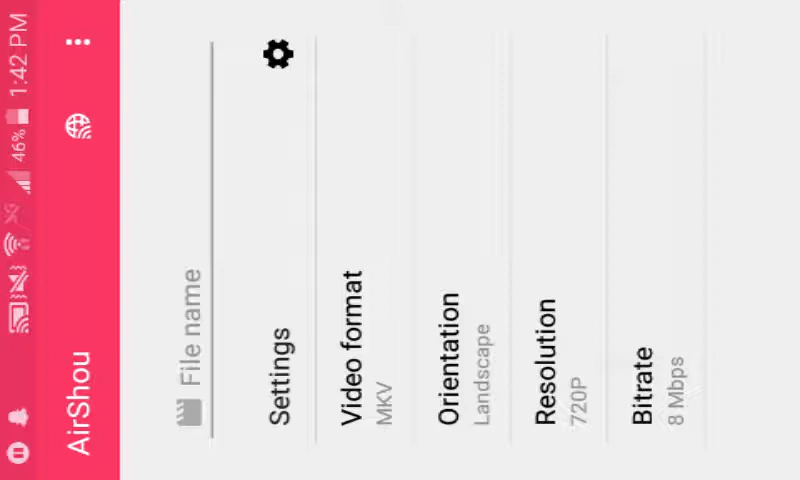 46% 1:42 PM
AirShou
File name
Settings
Video format
MKV
Orientation
Landscape
Resolution
720P
Bitrate
8 Mbps